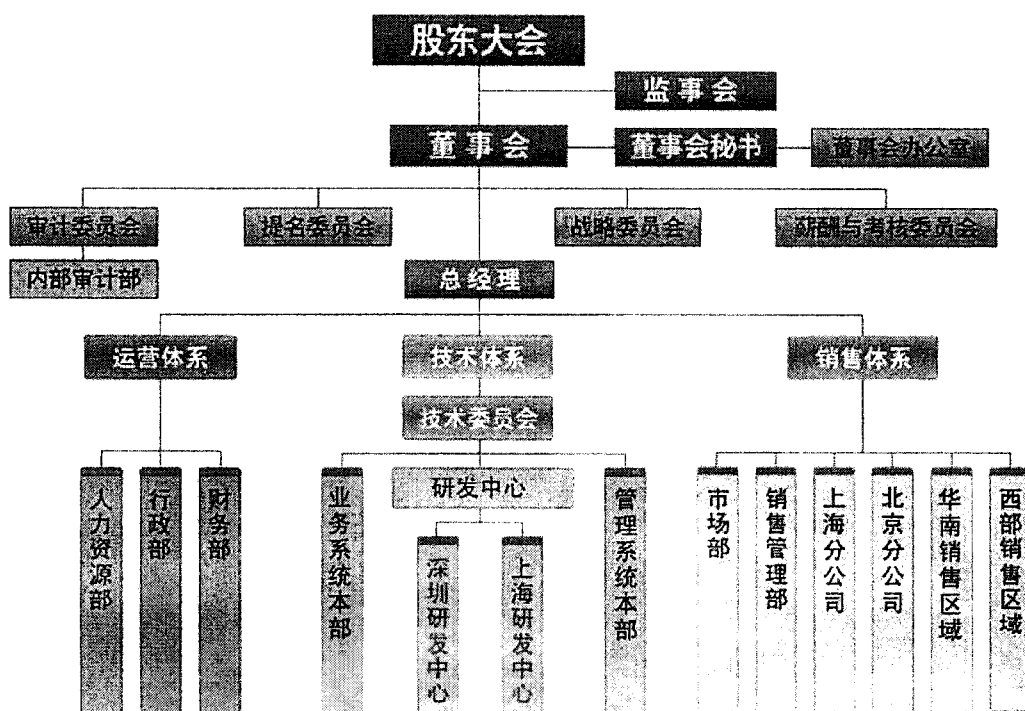 股东大会
监事会
董事会
董事会秘书
董事会办公室
审计委员会
提名委员会
战略委员会
薪酬与考核委员会
内部审计部
总经理
运营体系
技术体系
销售体系
技术委员会
人力资源部
行政部
财务部
业务系统本部
研发中心
深圳研发中心
上海研发中心
管理系统本部
市场部
销售管理部
上海分公司
北京分公司
华南销售区域
西部销售区域